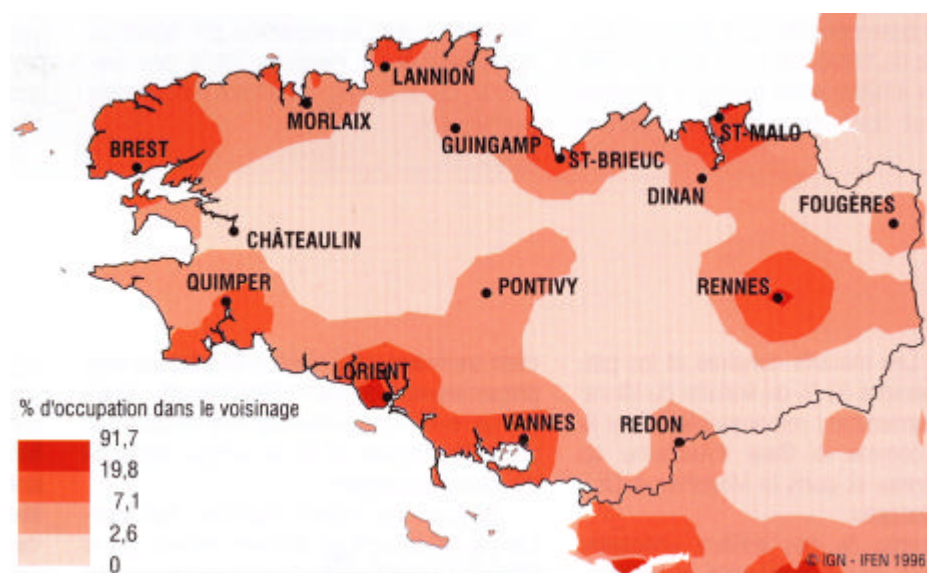 LANNION
MORLAIX
GUINGAMP
ST-MALO
BREST
ST-BRIEUC
DINAN
FOUGÈRES
CHÂTEAULIN
QUIMPER
PONTIVY
RENNES
LORIENT
% d'occupation dans le voisinage
VANNES
REDON
91,7
19,8
7,1
2,6
0
© IGN - IFEN 1996